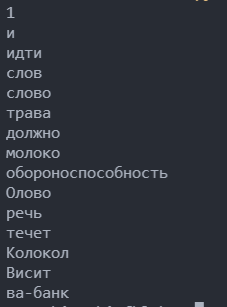 1
и
идти
слов
слово
трава
должно
молоко
обороноспособность
Олово
речь
течет
Колокол
Висит
ва-банк